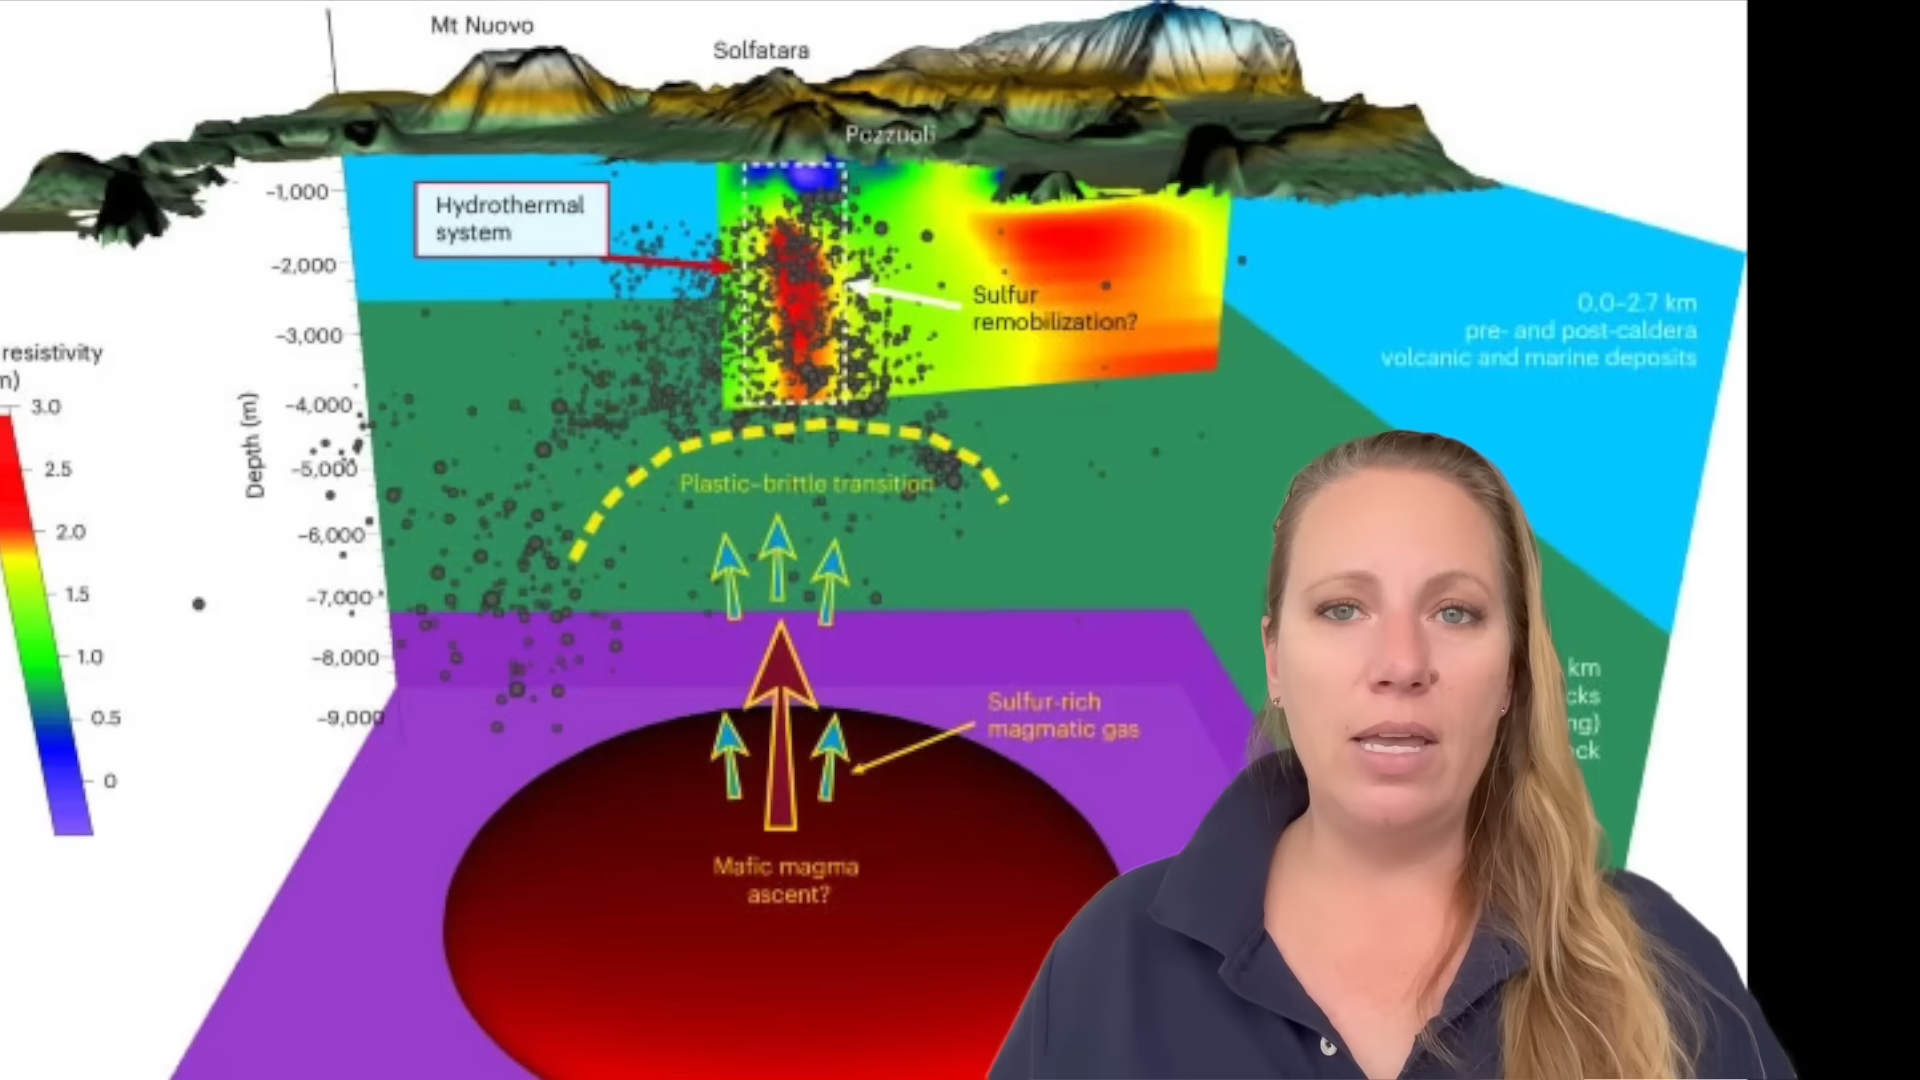 Mt Nuovo
Solfatara
Pozzuoli
Hydrothermal
system
Sulfur
remobilization?
0.0–2.7 km
pre- and post-caldera
volcanic and marine deposits
resistivity
3.0
2.5
2.0
1.5
1.0
0.5
0
Depth (m)
–1,000
–2,000
–3,000
–4,000
–5,000
–6,000
–7,000
–8,000
–9,000
Plastic–brittle transition
Sulfur-rich
magmatic gas
Mafic magma
ascent?
km